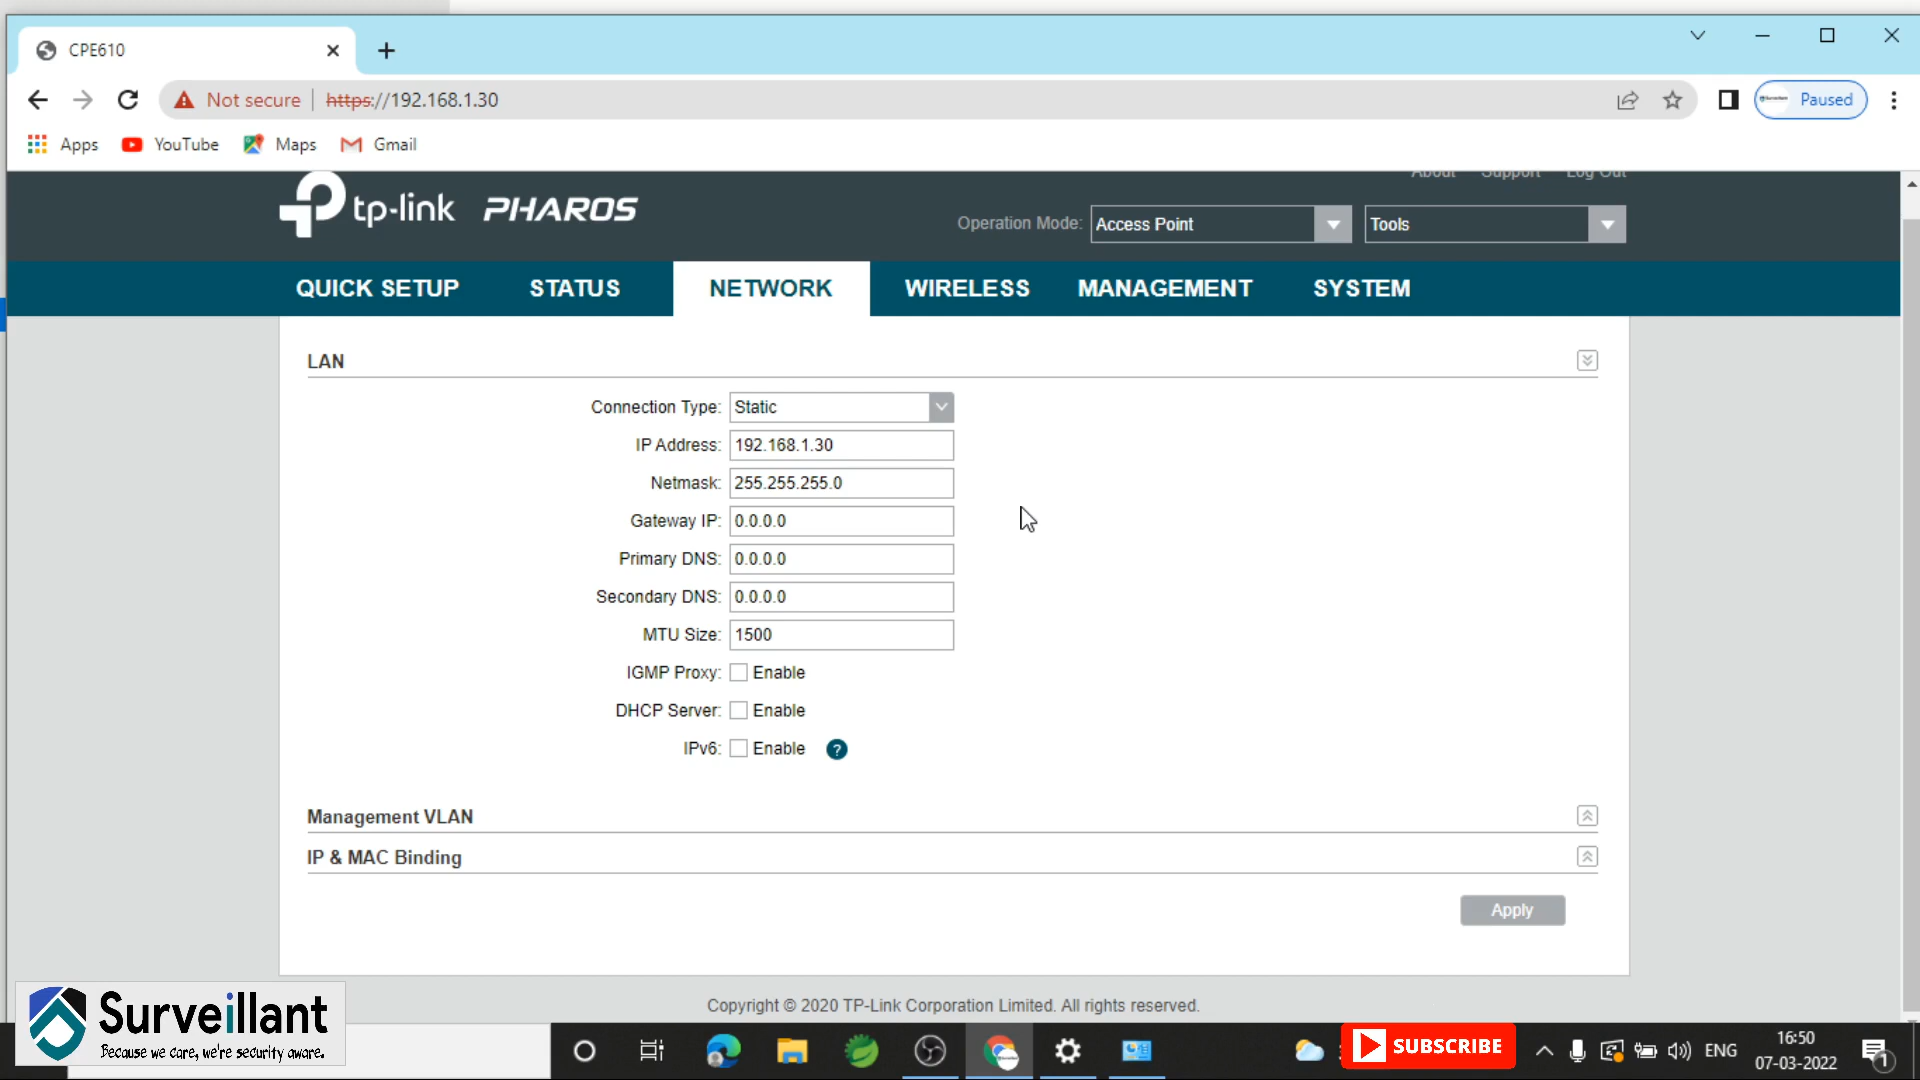 CPE610
Not secure https://192.168.1.30 Paused
Apps YouTube Maps Gmail
About Support Log Out
tp-link PHAROS
Operation Mode: Access Point Tools
QUICK SETUP STATUS NETWORK WIRELESS MANAGEMENT SYSTEM
LAN
Connection Type: Static
IP Address: 192.168.1.30
Netmask: 255.255.255.0
Gateway IP: 0.0.0.0
Primary DNS: 0.0.0.0
Secondary DNS: 0.0.0.0
MTU Size: 1500
IGMP Proxy: Enable
DHCP Server: Enable
IPv6: Enable ?
Management VLAN
IP & MAC Binding
Apply
Copyright © 2020 TP-Link Corporation Limited. All rights reserved.
Surveillant
Because we care, we're security aware.
SUBSCRIBE
ENG
16:50
07-03-2022
1